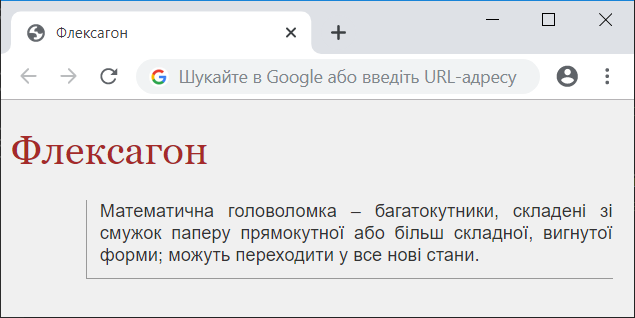 Флексагон
Шукайте в Google або введіть URL-адресу
Флексагон
Математична головоломка – багатокутники, складені зі
смужок паперу прямокутної або більш складної, вигнутої
форми; можуть переходити у все нові стани.